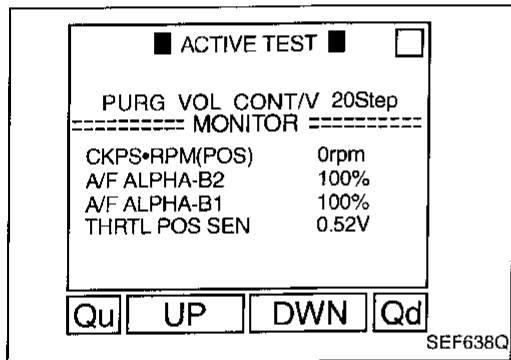 ACTIVE TEST
PURG VOL CONT/V 20Step
========= MONITOR =========
CKPS•RPM(POS) 0rpm
A/F ALPHA-B2 100%
A/F ALPHA-B1 100%
THRTL POS SEN 0.52V
Qu UP DWN Qd
SEF638Q